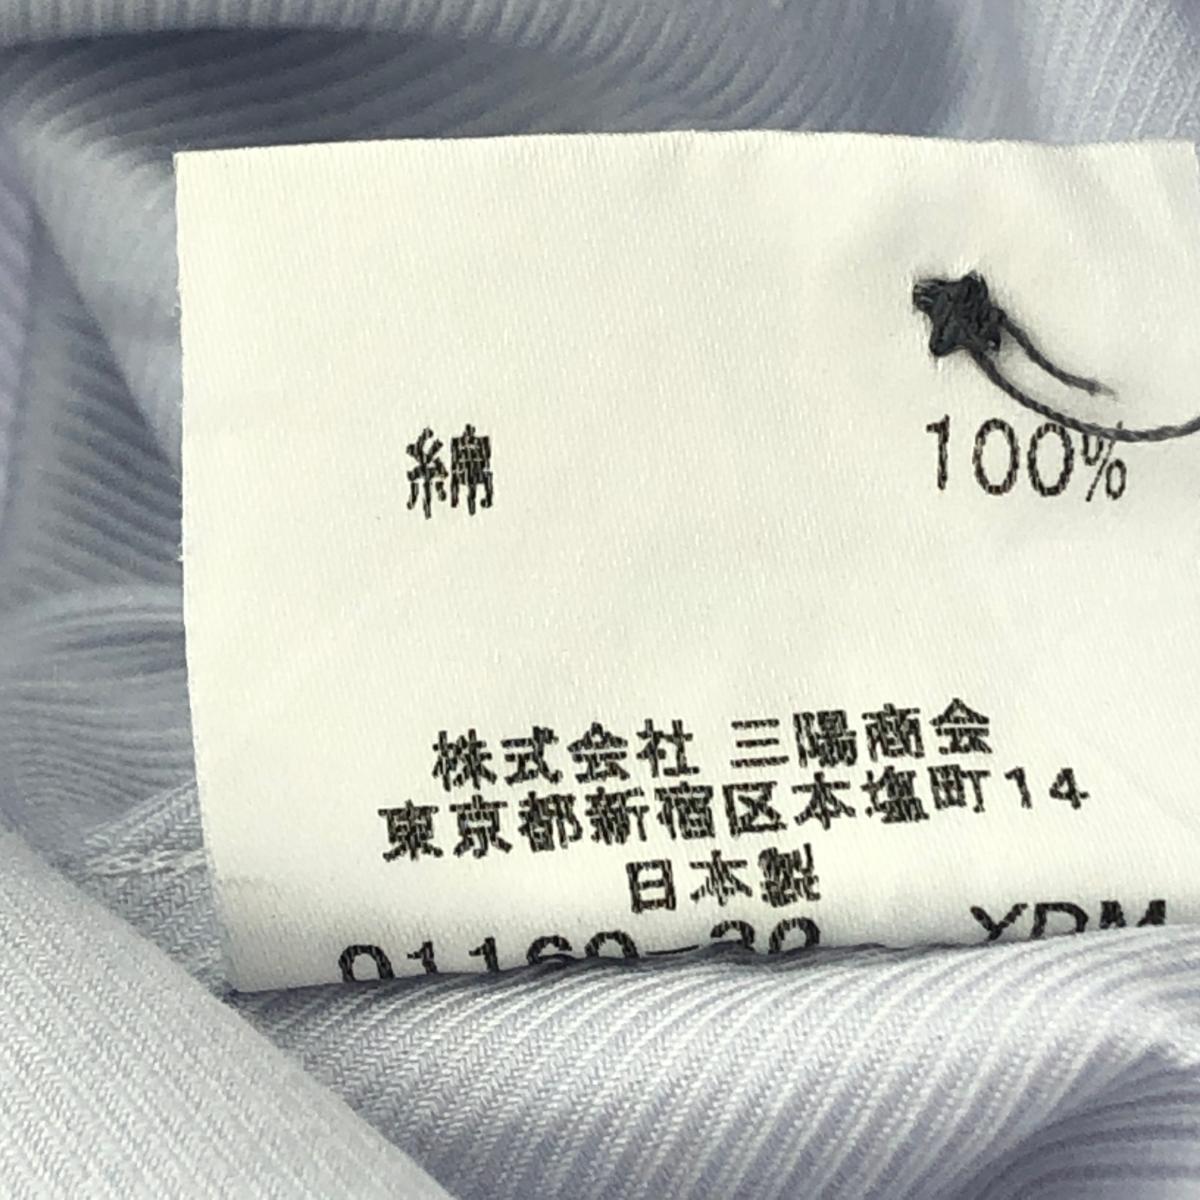 綿 100%
株式会社 三陽商会
東京都新宿区本塩町14
日本製